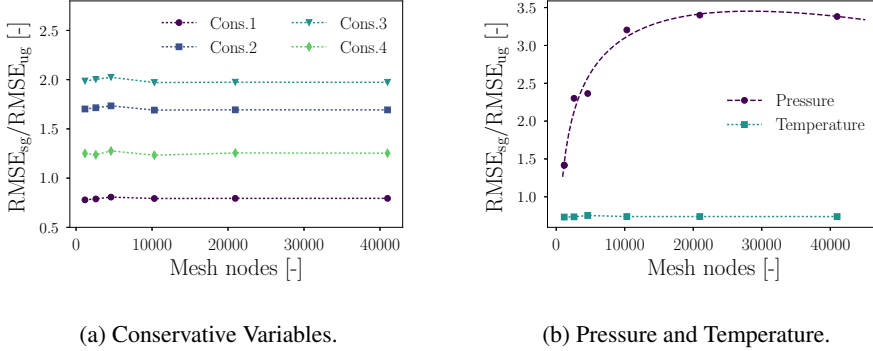 Cons.1
Cons.2
Cons.3
Cons.4
2.5
2.0
1.5
1.0
0.5
RMSE_sg/RMSE_ug [-]
0
10000
20000
30000
40000
Mesh nodes [-]
(a) Conservative Variables.
3.5
3.0
2.5
2.0
1.5
1.0
RMSE_sg/RMSE_ug [-]
Pressure
Temperature
0
10000
20000
30000
40000
Mesh nodes [-]
(b) Pressure and Temperature.